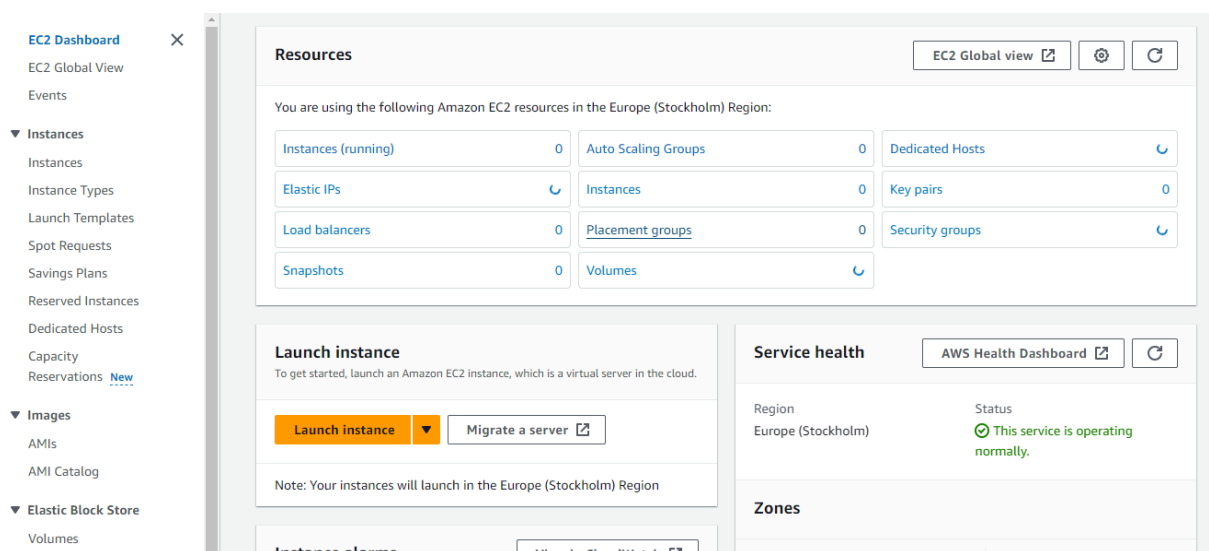 EC2 Dashboard
EC2 Global View
Events
Instances
Instances
Instance Types
Launch Templates
Spot Requests
Savings Plans
Reserved Instances
Dedicated Hosts
Capacity
Reservations New
Images
AMIs
AMI Catalog
Elastic Block Store
Volumes
Resources
EC2 Global view
You are using the following Amazon EC2 resources in the Europe (Stockholm) Region:
Instances (running) 0 Auto Scaling Groups 0 Dedicated Hosts
Elastic IPs Instances 0 Key pairs 0
Load balancers 0 Placement groups 0 Security groups
Snapshots 0 Volumes
Launch instance
To get started, launch an Amazon EC2 instance, which is a virtual server in the cloud.
Launch instance Migrate a server
Note: Your instances will launch in the Europe (Stockholm) Region
Service health
AWS Health Dashboard
Region Status
Europe (Stockholm) This service is operating
normally.
Zones